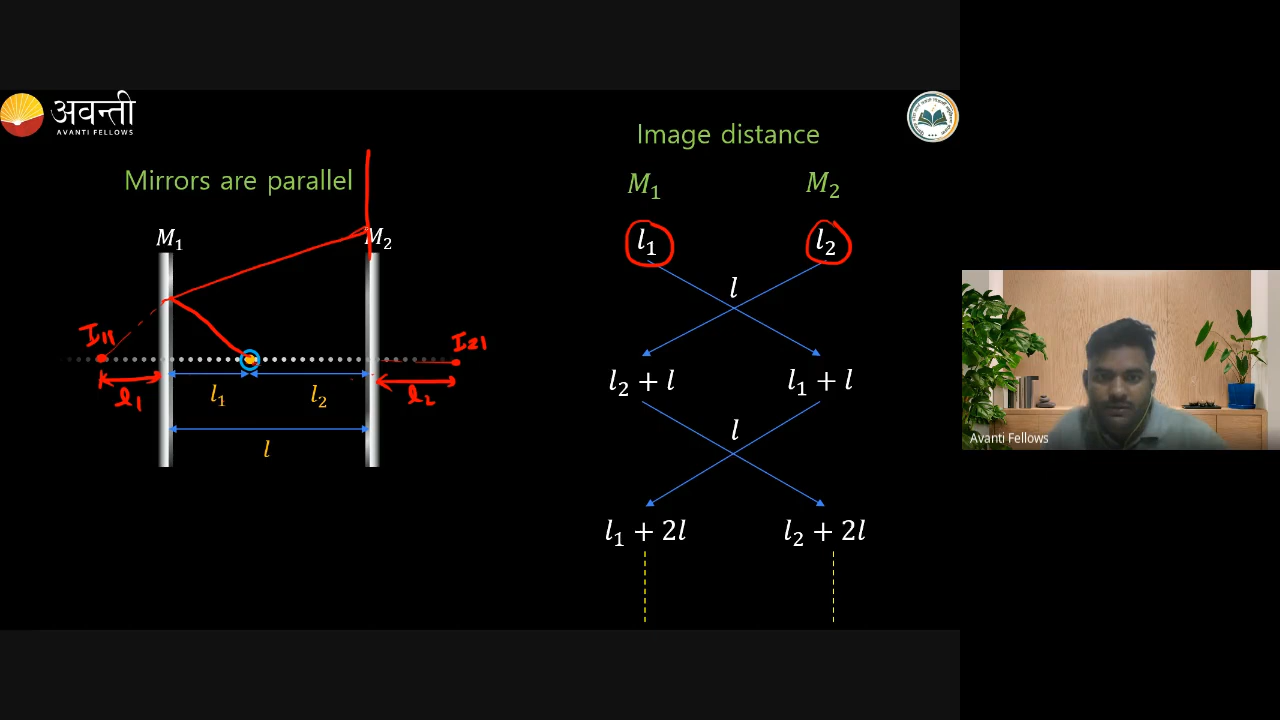 अवन्ती
AVANTI FELLOWS
Mirrors are parallel
M₁
M₂
I₁₁
I₂₁
l₁
l₁
l₂
l₂
l
Image distance
M₁ M₂
l₁ l₂
l
l₂ + l l₁ + l
l
l₁ + 2l l₂ + 2l
Avanti Fellows